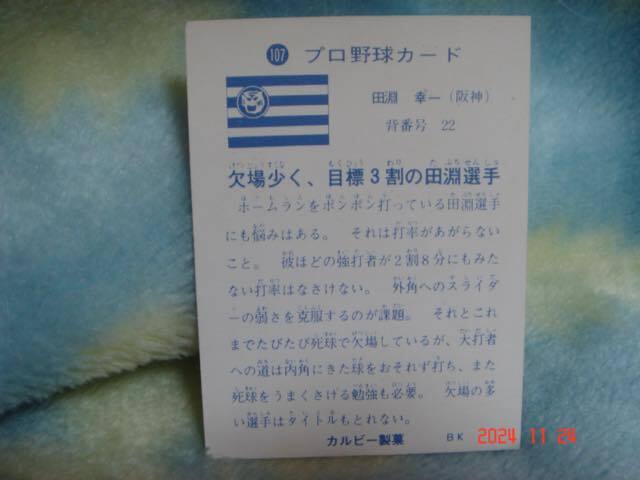 107 プロ野球カード
田淵 幸一（阪神）
背番号 22
欠場少く、目標3割の田淵選手
ホームランをポンポン打っている田淵選手
にも悩みはある。それは打率があがらない
こと。彼ほどの強打者が2割8分にもみた
ない打率はなさけない。外角へのスライダ
ーの弱さを克服するのが課題。それとこれ
までたびたび死球で欠場しているが、大打者
への道は内角にきた球をおそれず打ち、また
死球をうまくさける勉強も必要。欠場の多
い選手はタイトルもとれない。
カルビー製菓 BK
2024 11 24